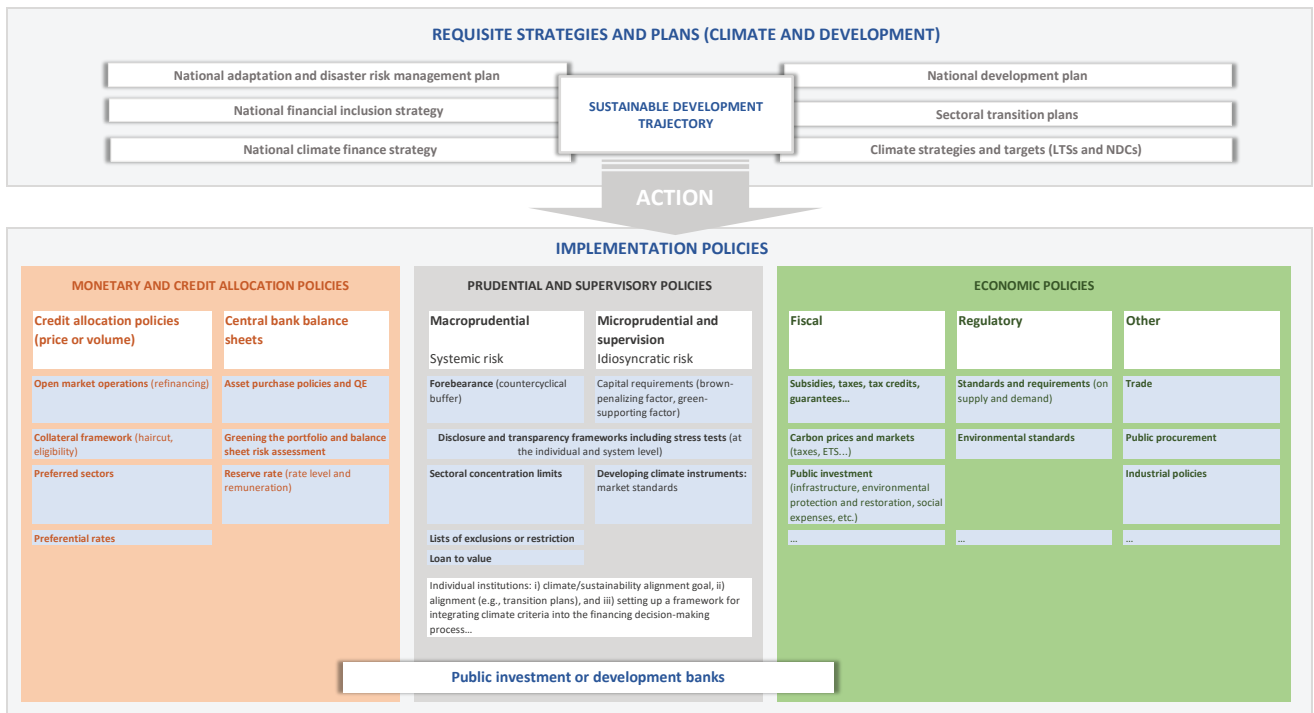 REQUISITE STRATEGIES AND PLANS (CLIMATE AND DEVELOPMENT)
National adaptation and disaster risk management plan
National financial inclusion strategy
National climate finance strategy
SUSTAINABLE DEVELOPMENT
TRAJECTORY
National development plan
Sectoral transition plans
Climate strategies and targets (LTSs and NDCs)
ACTION
IMPLEMENTATION POLICIES
MONETARY AND CREDIT ALLOCATION POLICIES
Credit allocation policies
(price or volume)
Central bank balance
sheets
Open market operations (refinancing)
Asset purchase policies and QE
Collateral framework (haircut,
eligibility)
Greening the portfolio and balance
sheet risk assessment
Preferred sectors
Reserve rate (rate level and
remuneration)
Preferential rates
PRUDENTIAL AND SUPERVISORY POLICIES
Macroprudential
Systemic risk
Microprudential and
supervision
Idiosyncratic risk
Forebearance (countercyclical
buffer)
Capital requirements (brown-
penalizing factor, green-
supporting factor)
Disclosure and transparency frameworks including stress tests (at
the individual and system level)
Sectoral concentration limits
Developing climate instruments:
market standards
Lists of exclusions or restriction
Loan to value
Individual institutions: i) climate/sustainability alignment goal, ii)
alignment (e.g., transition plans), and iii) setting up a framework for
integrating climate criteria into the financing decision-making
process…
ECONOMIC POLICIES
Fiscal
Regulatory
Other
Subsidies, taxes, tax credits,
guarantees…
Standards and requirements (on
supply and demand)
Trade
Carbon prices and markets
(taxes, ETS...)
Environmental standards
Public procurement
Public investment
(infrastructure, environmental
protection and restoration, social
expenses, etc.)
Industrial policies
…
…
…
Public investment or development banks